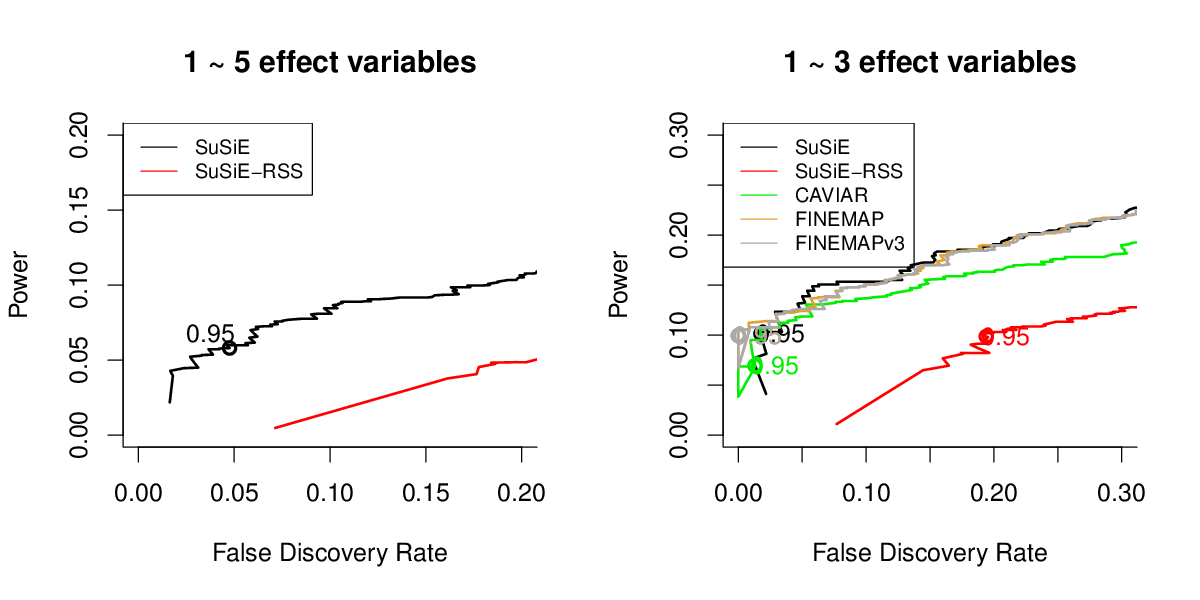 1 ~ 5 effect variables
SuSiE
SuSiE−RSS
0.95
0.00 0.05 0.10 0.15 0.20
Power
0.00 0.05 0.10 0.15 0.20
False Discovery Rate
1 ~ 3 effect variables
SuSiE
SuSiE−RSS
CAVIAR
FINEMAP
FINEMAPv3
0.95
0.95
0.95
0.00 0.10 0.20 0.30
Power
0.00 0.10 0.20 0.30
False Discovery Rate